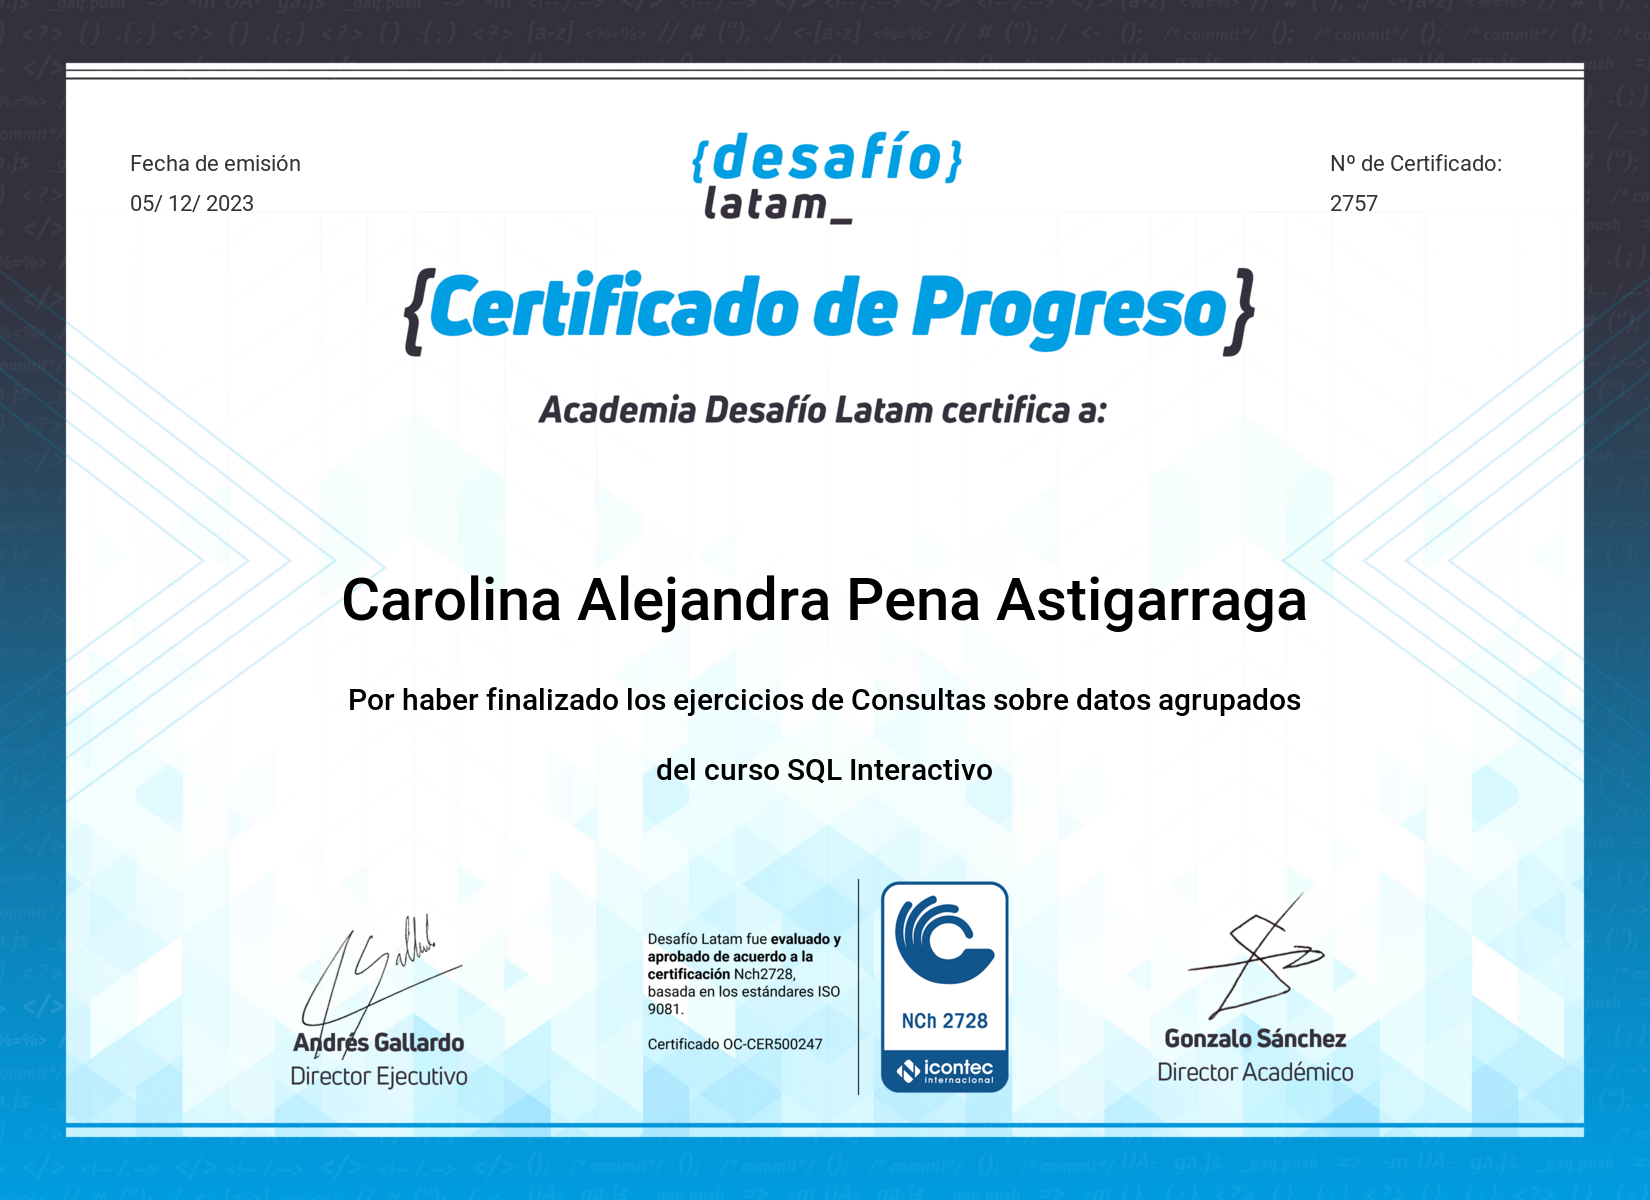 Fecha de emisión
05/ 12/ 2023
{desafío}
latam_
Nº de Certificado:
2757
{Certificado de Progreso}
Academia Desafío Latam certifica a:
Carolina Alejandra Pena Astigarraga
Por haber finalizado los ejercicios de Consultas sobre datos agrupados
del curso SQL Interactivo
Andrés Gallardo
Director Ejecutivo
Desafío Latam fue evaluado y
aprobado de acuerdo a la
certificación Nch2728,
basada en los estándares ISO
9081.
Certificado OC-CER500247
NCh 2728
icontec
internacional
Gonzalo Sánchez
Director Académico